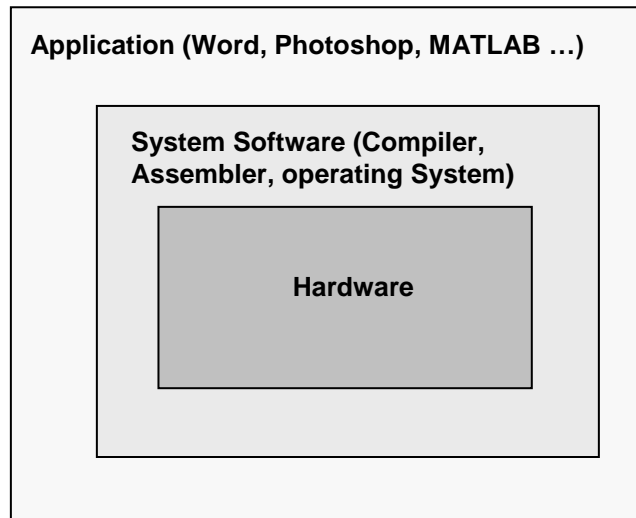 Application (Word, Photoshop, MATLAB …)
System Software (Compiler,
Assembler, operating System)
Hardware